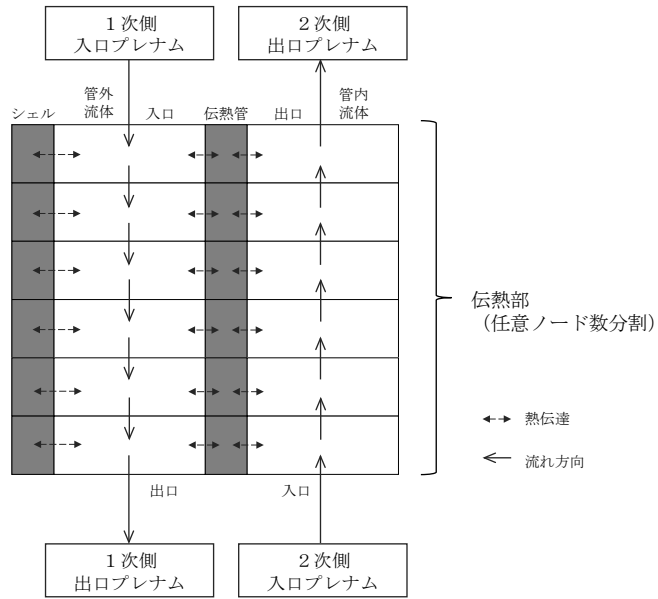 １次側
入口プレナム
２次側
出口プレナム
シェル
管外
流体
入口
伝熱管
出口
管内
流体
伝熱部
（任意ノード数分割）
熱伝達
流れ方向
出口
入口
１次側
出口プレナム
２次側
入口プレナム